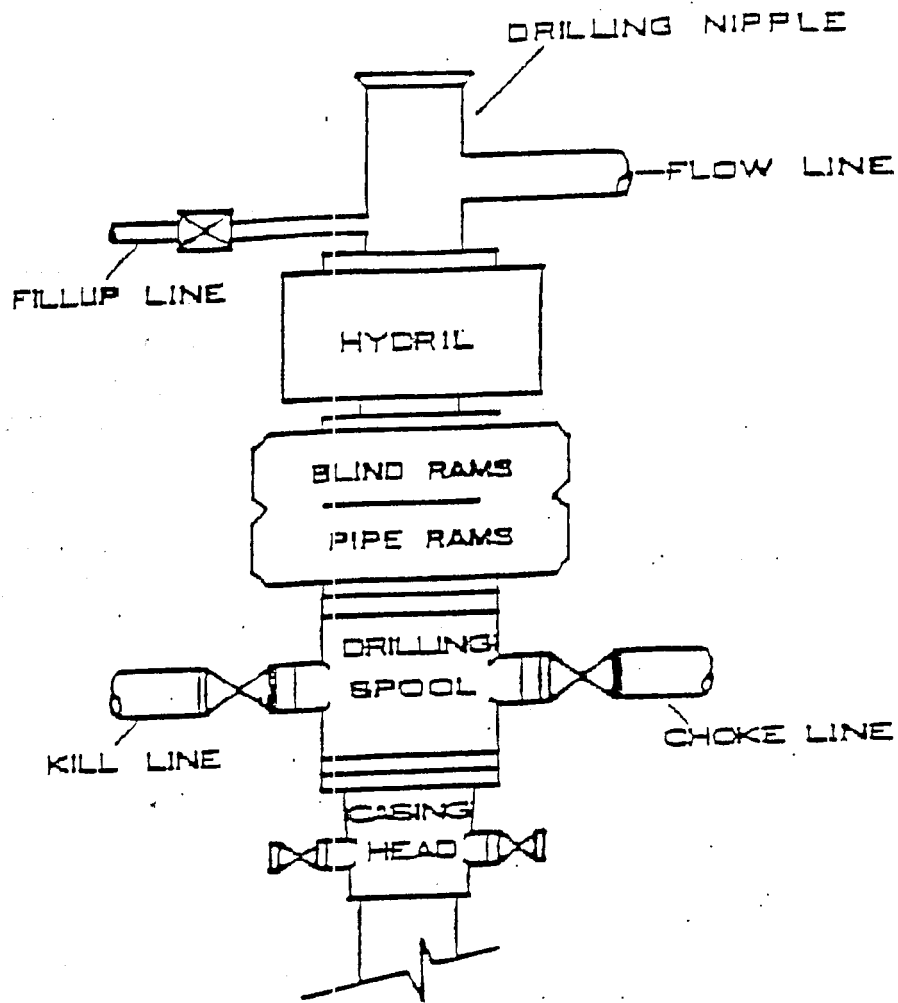 DRILLING NIPPLE
FLOW LINE
FILLUP LINE
HYDRIL
BLIND RAMS
PIPE RAMS
DRILLING
SPOOL
KILL LINE
CHOKE LINE
CASING
HEAD